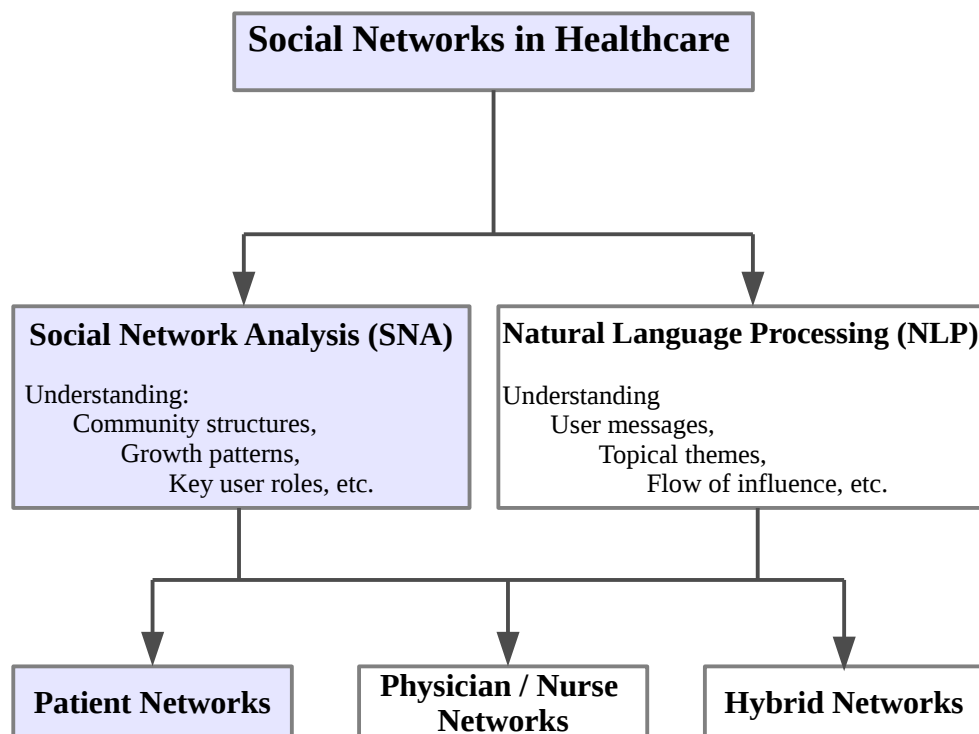 Social Networks in Healthcare
Social Network Analysis (SNA)
Understanding:
Community structures,
Growth patterns,
Key user roles, etc.
Natural Language Processing (NLP)
Understanding
User messages,
Topical themes,
Flow of influence, etc.
Patient Networks
Physician / Nurse
Networks
Hybrid Networks